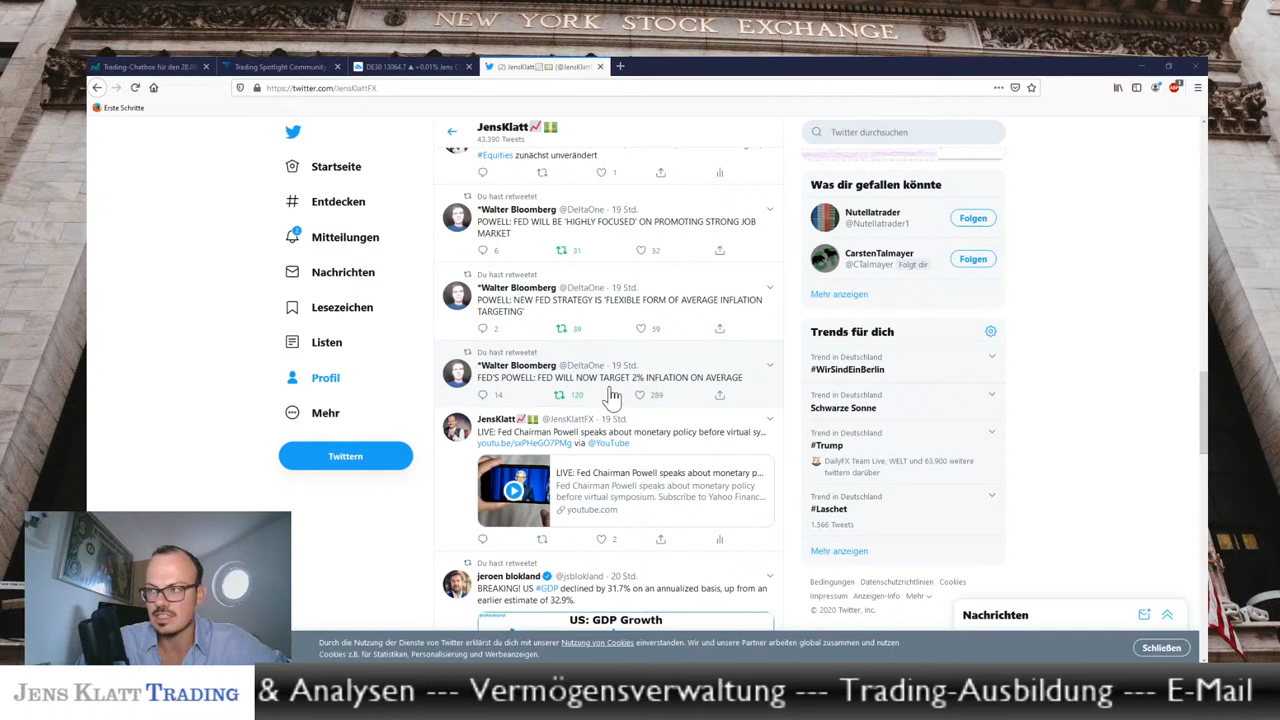 NEW YORK STOCK EXCHANGE
Trading-Chatbox für den 28.0
Trading Spotlight Community
DE30 13064.7 ▲ +0.01% Jens
(2) JensKlatt📈💵 (@JensKlatt
https://twitter.com/JensKlattFX
Erste Schritte
JensKlatt📈💵
43.390 Tweets
Twitter durchsuchen
Startseite
Entdecken
2
Mitteilungen
Nachrichten
Lesezeichen
Listen
Profil
Mehr
Twittern
#Equities zunächst unverändert
1
Du hast retweetet
*Walter Bloomberg @DeltaOne · 19 Std.
POWELL: FED WILL BE 'HIGHLY FOCUSED' ON PROMOTING STRONG JOB
MARKET
6 31 52
Du hast retweetet
*Walter Bloomberg @DeltaOne · 19 Std.
POWELL: NEW FED STRATEGY IS 'FLEXIBLE FORM OF AVERAGE INFLATION
TARGETING'
2 39 59
Du hast retweetet
*Walter Bloomberg @DeltaOne · 19 Std.
FED'S POWELL: FED WILL NOW TARGET 2% INFLATION ON AVERAGE
14 120 289
JensKlatt📈💵 @JensKlattFX · 19 Std.
LIVE: Fed Chairman Powell speaks about monetary policy before virtual sy...
youtu.be/sxPHeGO7PMg via @YouTube
LIVE: Fed Chairman Powell speaks about monetary p...
Fed Chairman Powell speaks about monetary policy
before virtual symposium. Subscribe to Yahoo Financ...
youtube.com
2
Du hast retweetet
jeroen blokland @jsblokland · 20 Std.
BREAKING! US #GDP declined by 31.7% on an annualized basis, up from an
earlier estimate of 32.9%.
US: GDP Growth
Was dir gefallen könnte
Nutellatrader
@Nutellatrader1
Folgen
CarstenTalmayer
@CTalmayer Folgt dir
Folgen
Mehr anzeigen
Trends für dich
Trend in Deutschland
#WirSindEinBerlin
Trend in Deutschland
Schwarze Sonne
Trend in Deutschland
#Trump
DailyFX Team Live, WELT und 63.900 weitere
twittern darüber
Trend in Deutschland
#Laschet
1.566 Tweets
Mehr anzeigen
Bedingungen Datenschutzrichtlinien Cookies
Impressum Anzeigen-Info Mehr
© 2020 Twitter, Inc.
Nachrichten
Durch die Nutzung der Dienste von Twitter erklärst du dich mit unserer Nutzung von Cookies einverstanden. Wir und unsere Partner arbeiten global zusammen und nutzen
Cookies z.B. für Statistiken, Personalisierung und Werbeanzeigen.
Schließen
JENS KLATT TRADING
& Analysen --- Vermögensverwaltung --- Trading-Ausbildung --- E-Mail